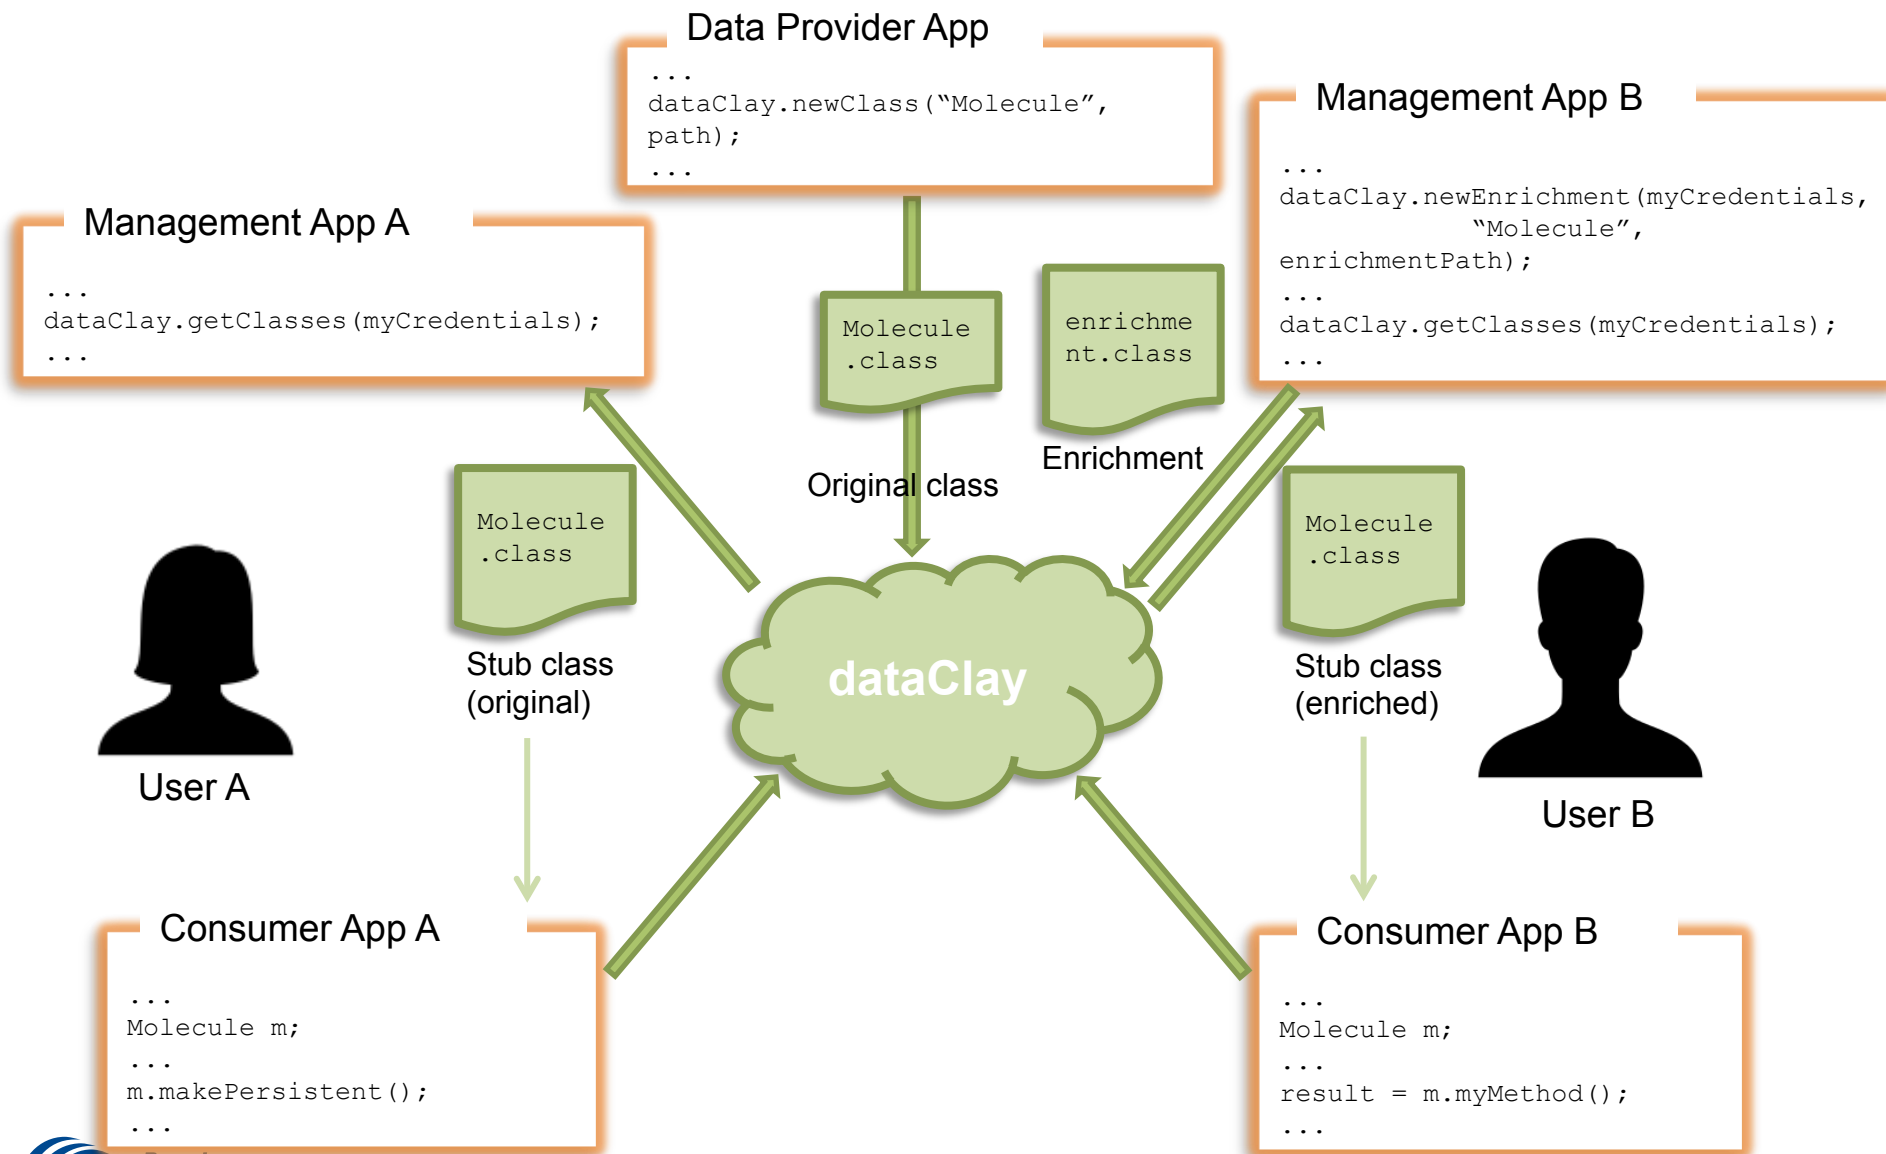 Data Provider App
...
dataClay.newClass(“Molecule”,
path);
...
Management App B
...
dataClay.newEnrichment(myCredentials,
“Molecule”,
enrichmentPath);
...
dataClay.getClasses(myCredentials);
...
Management App A
...
dataClay.getClasses(myCredentials);
...
Molecule
.class
Original class
enrichme
nt.class
Enrichment
Molecule
.class
Stub class
(original)
Molecule
.class
Stub class
(enriched)
dataClay
User A
User B
Consumer App A
...
Molecule m;
...
m.makePersistent();
...
Consumer App B
...
Molecule m;
...
result = m.myMethod();
...